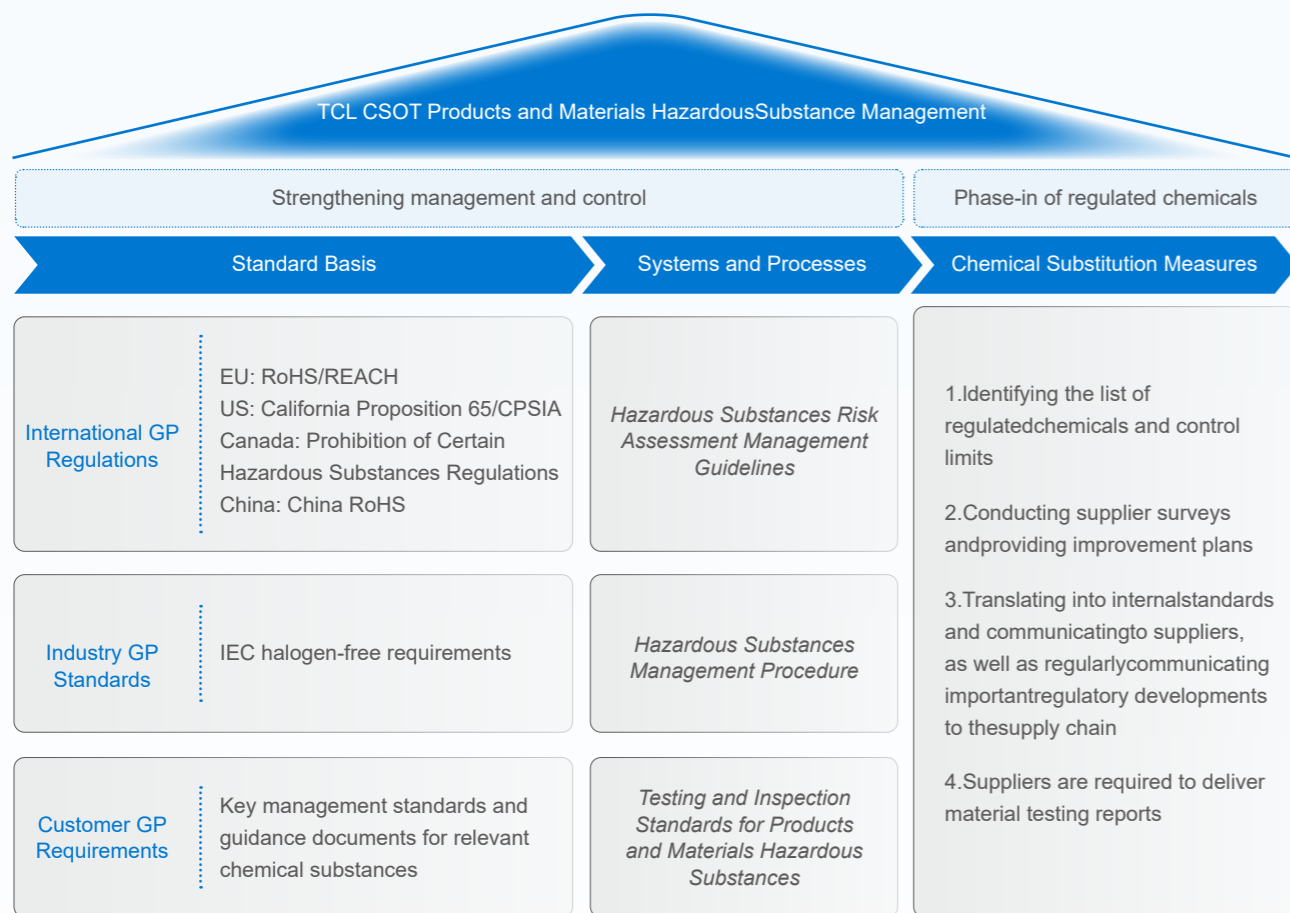 TCL CSOT Products and Materials HazardousSubstance Management
Strengthening management and control
Phase-in of regulated chemicals
Standard Basis
Systems and Processes
Chemical Substitution Measures
International GP
Regulations
EU: RoHS/REACH
US: California Proposition 65/CPSIA
Canada: Prohibition of Certain
Hazardous Substances Regulations
China: China RoHS
Hazardous Substances Risk
Assessment Management
Guidelines
Industry GP
Standards
IEC halogen-free requirements
Hazardous Substances
Management Procedure
Customer GP
Requirements
Key management standards and
guidance documents for relevant
chemical substances
Testing and Inspection
Standards for Products
and Materials Hazardous
Substances
1.Identifying the list of
regulatedchemicals and control
limits
2.Conducting supplier surveys
andproviding improvement plans
3.Translating into internalstandards
and communicatingto suppliers,
as well as regularlycommunicating
importantregulatory developments
to thesupply chain
4.Suppliers are required to deliver
material testing reports